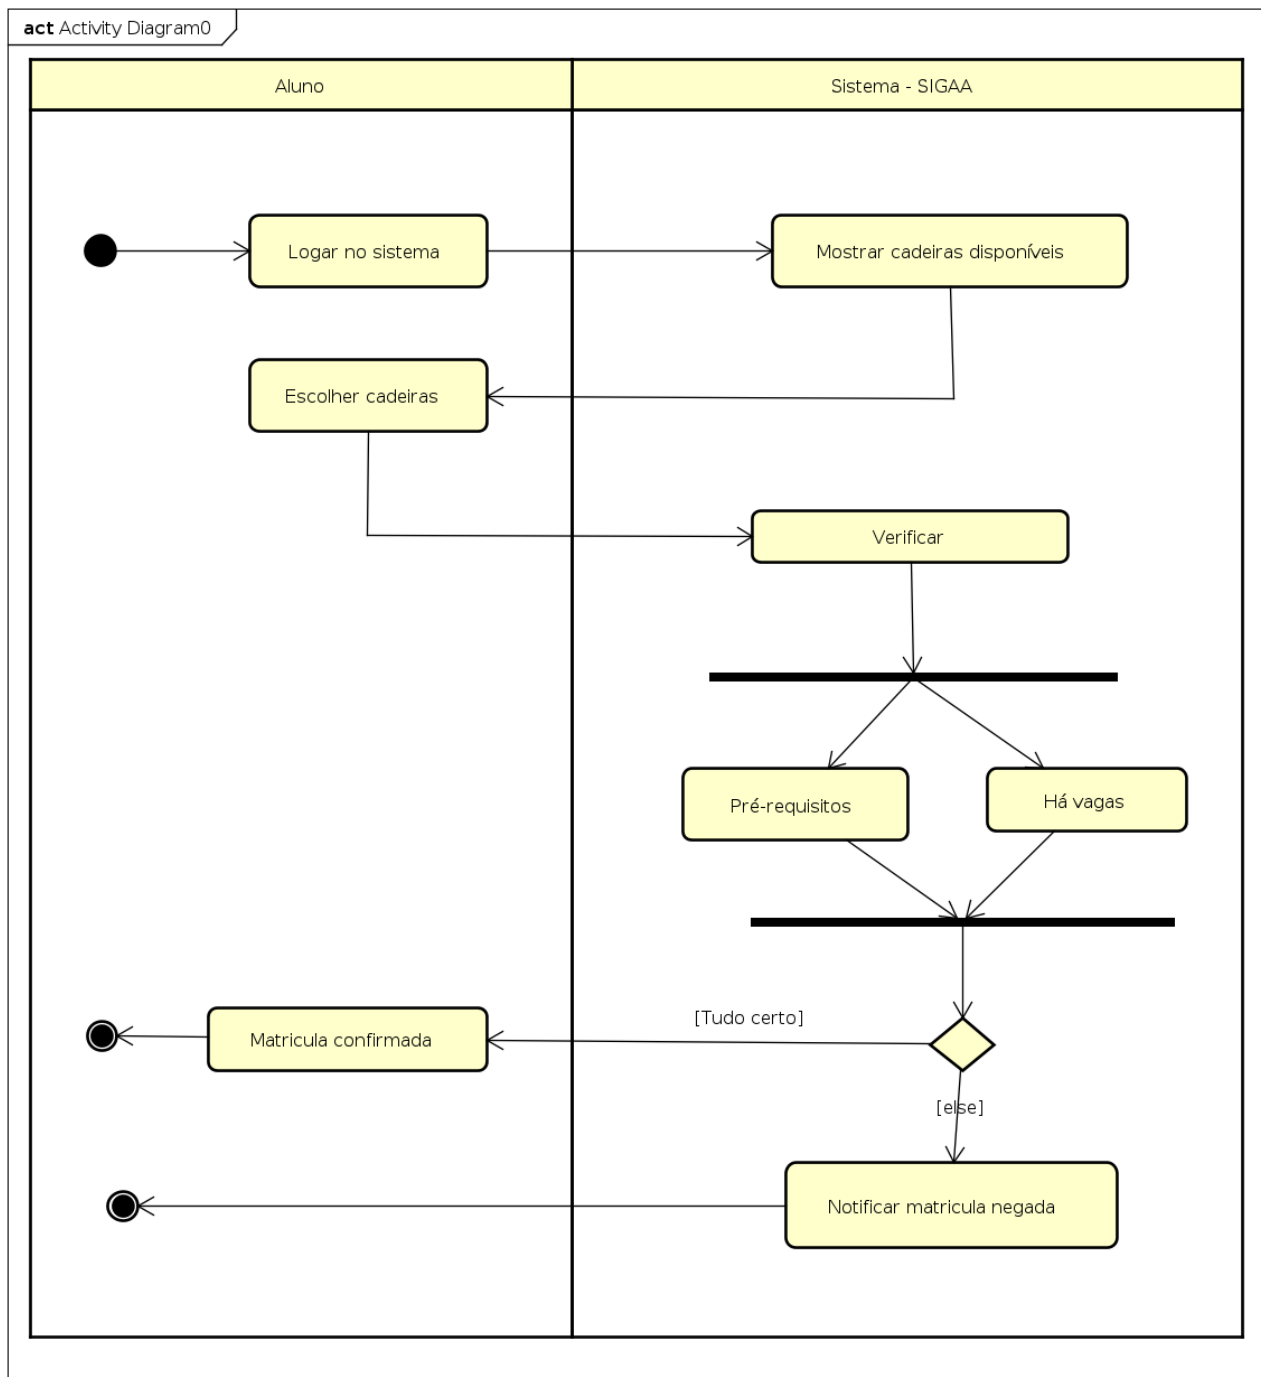 act Activity Diagram0
Aluno
Sistema - SIGAA
Logar no sistema
Mostrar cadeiras disponíveis
Escolher cadeiras
Verificar
Pré-requisitos
Há vagas
[Tudo certo]
Matricula confirmada
[else]
Notificar matricula negada